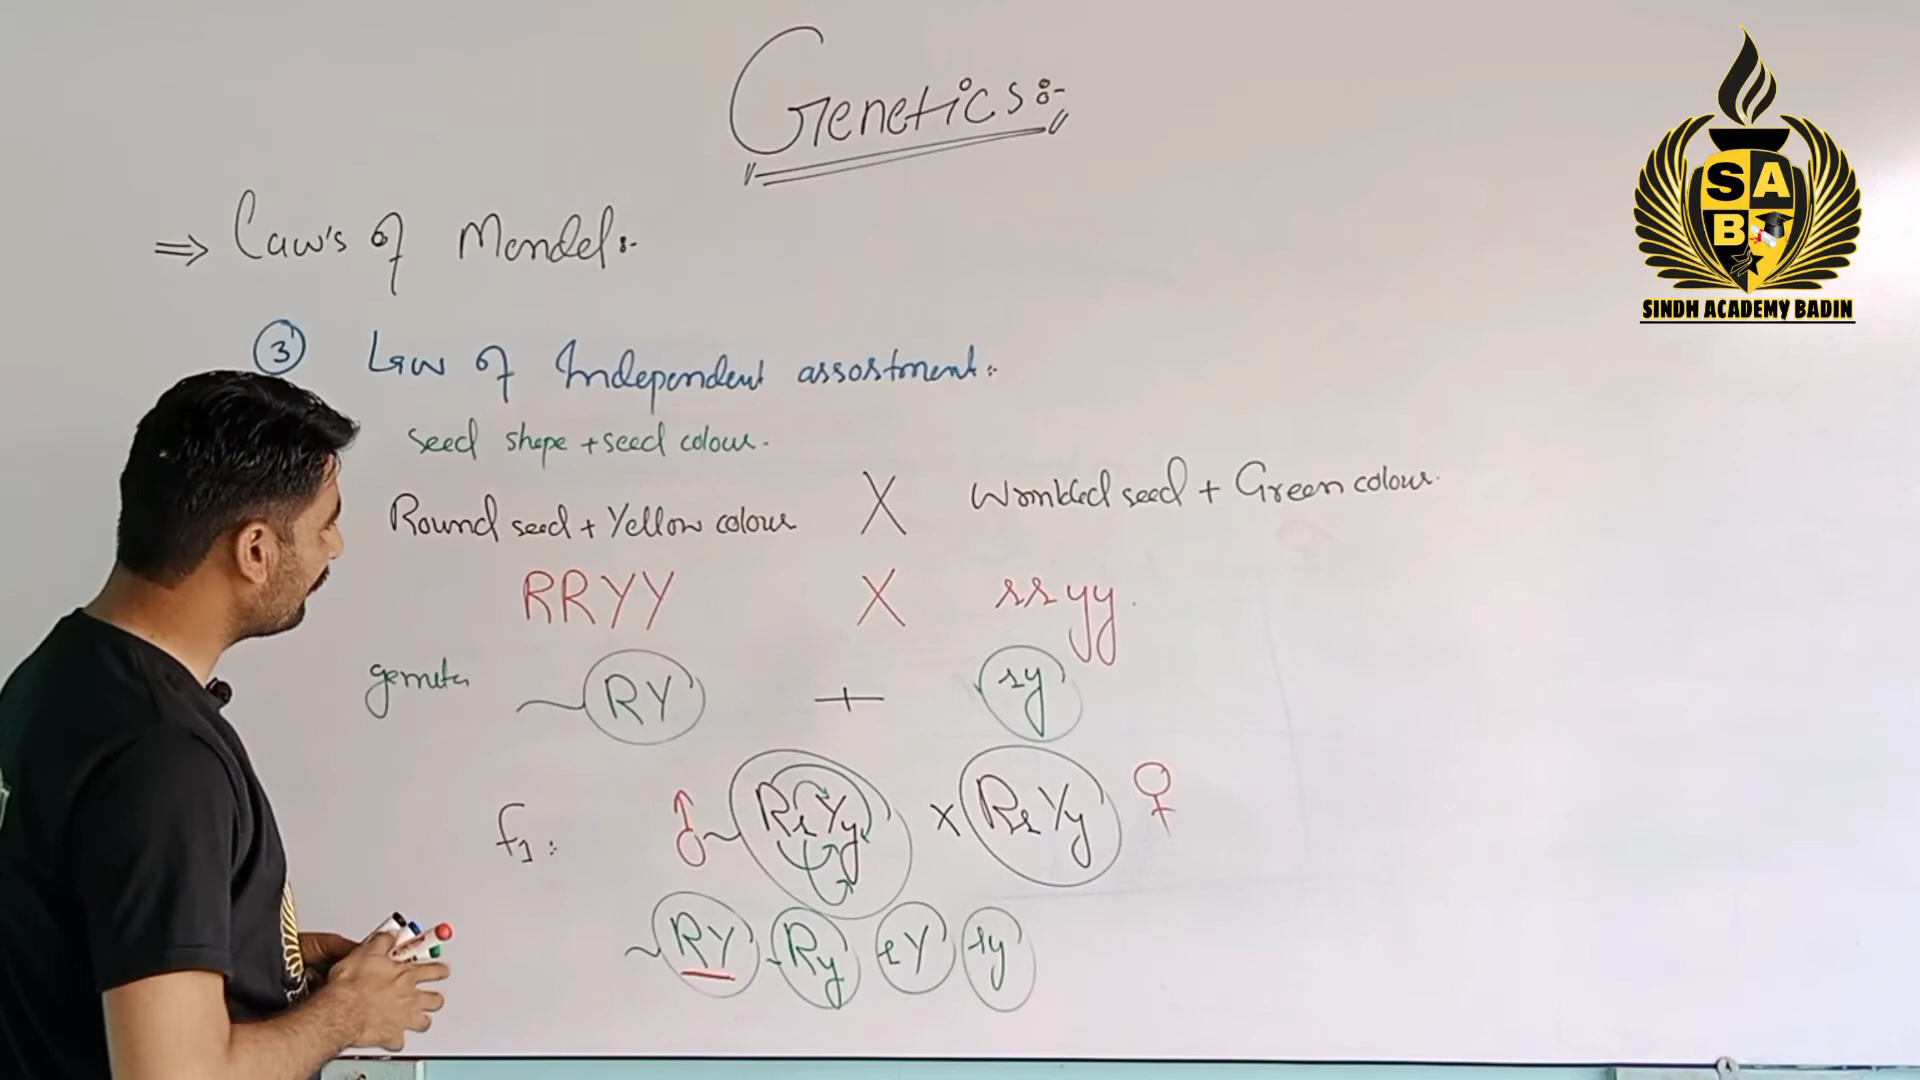 Genetics:-
⇒ Law's of Mendel:-
③ Law of Independent assortment:
seed shape + seed colour.
Round seed + Yellow colour X Wrinkled seed + Green colour.
RRYY X rryy.
gemets RY + ry
f1: ♂ RrYy x RrYy ♀
RY Ry rY ry
SAB
SINDH ACADEMY BADIN